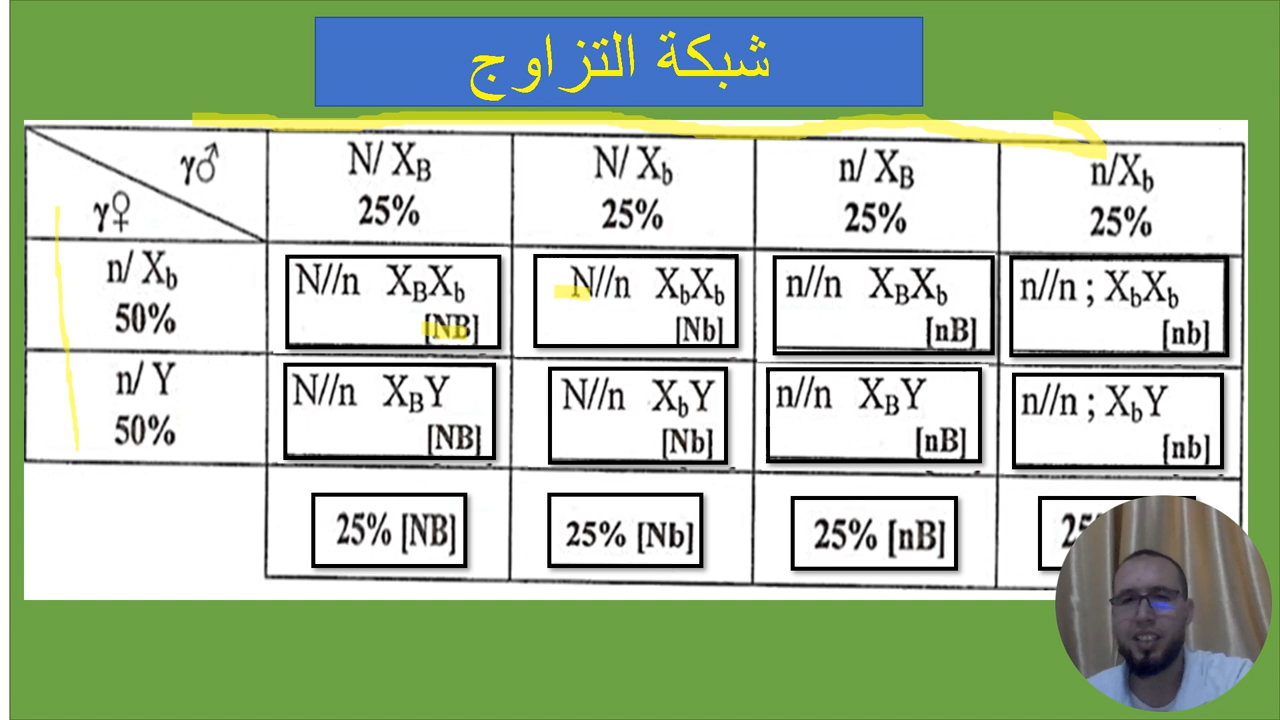 شبكة التزاوج
γ♂
γ♀
N/ X_B
25%
N/ X_b
25%
n/ X_B
25%
n/X_b
25%
n/ X_b
50%
N//n X_BX_b
[NB]
N//n X_bX_b
[Nb]
n//n X_BX_b
[nB]
n//n ; X_bX_b
[nb]
n/ Y
50%
N//n X_BY
[NB]
N//n X_bY
[Nb]
n//n X_BY
[nB]
n//n ; X_bY
[nb]
25% [NB]
25% [Nb]
25% [nB]